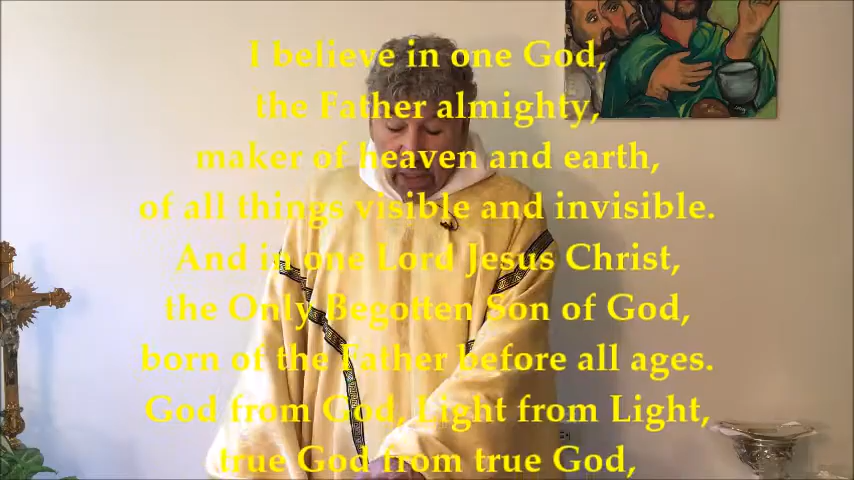 I believe in one God,
the Father almighty,
maker of heaven and earth,
of all things visible and invisible.
And in one Lord Jesus Christ,
the Only Begotten Son of God,
born of the Father before all ages.
God from God, Light from Light,
true God from true God,